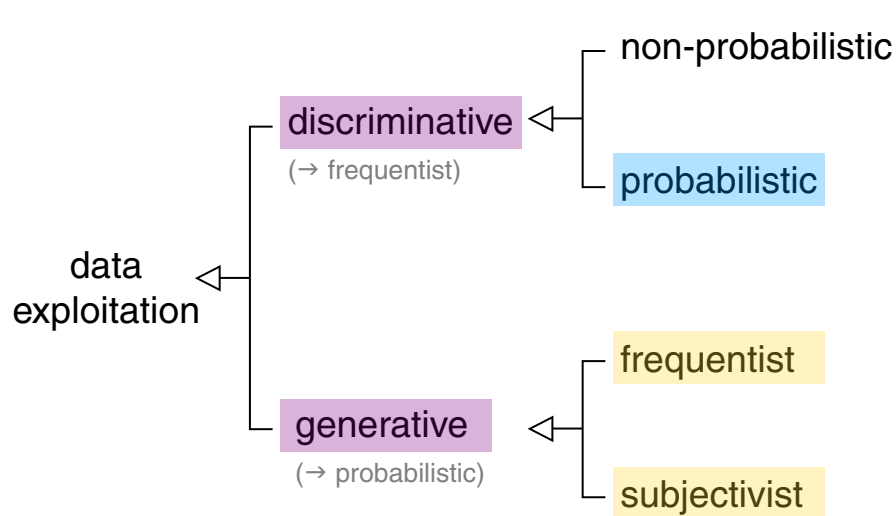 non-probabilistic
discriminative
(→ frequentist)
probabilistic
data
exploitation
frequentist
generative
(→ probabilistic)
subjectivist